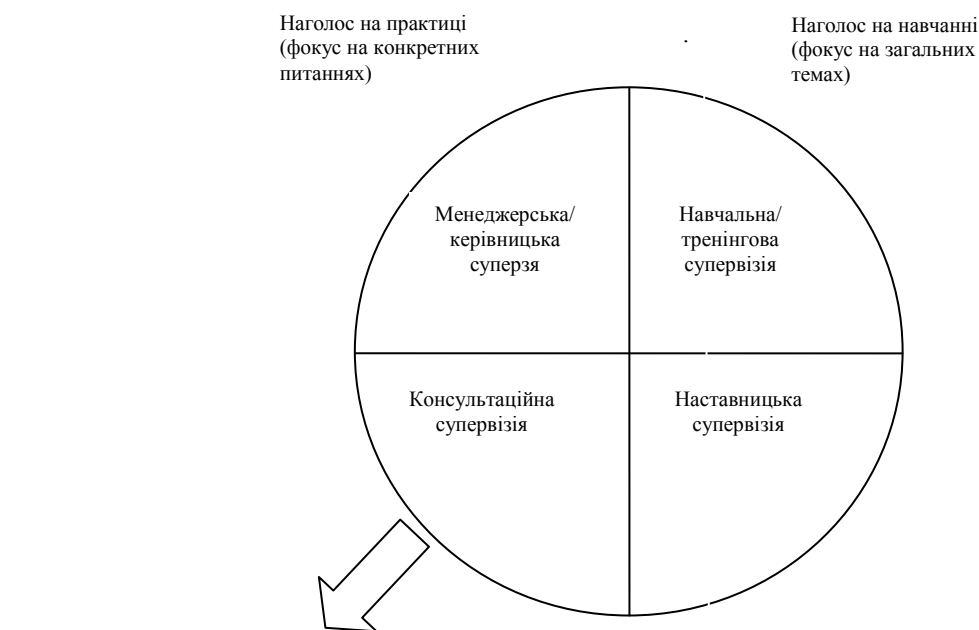 Наголос на практиці
(фокус на конкретних
питаннях)
Наголос на навчанні
(фокус на загальних
темах)
Менеджерська/
керівницька
суперзя
Навчальна/
тренінгова
супервізія
Консультаційна
супервізія
Наставницька
супервізія